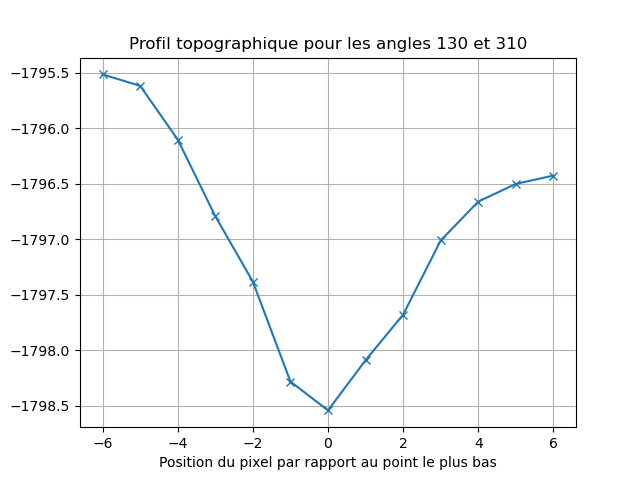 Profil topographique pour les angles 130 et 310
−1795.5
−1796.0
−1796.5
−1797.0
−1797.5
−1798.0
−1798.5
−6 −4 −2 0 2 4 6
Position du pixel par rapport au point le plus bas